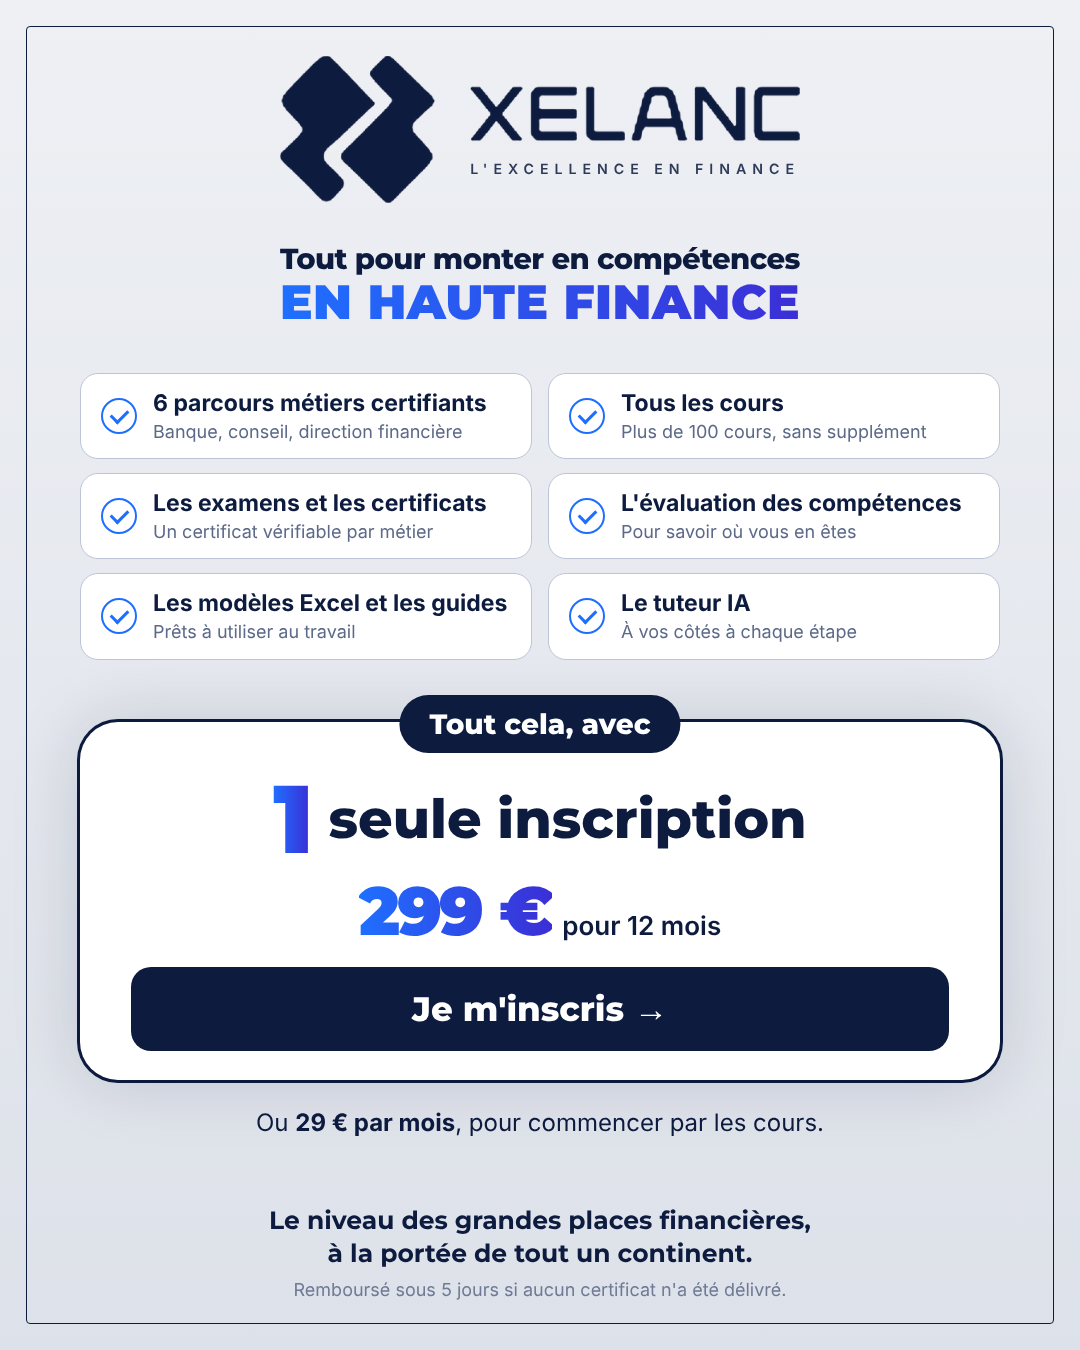 XELANC
L'EXCELLENCE EN FINANCE
Tout pour monter en compétences
EN HAUTE FINANCE
6 parcours métiers certifiants
Banque, conseil, direction financière
Tous les cours
Plus de 100 cours, sans supplément
Les examens et les certificats
Un certificat vérifiable par métier
L'évaluation des compétences
Pour savoir où vous en êtes
Les modèles Excel et les guides
Prêts à utiliser au travail
Le tuteur IA
À vos côtés à chaque étape
Tout cela, avec
1 seule inscription
299 € pour 12 mois
Je m'inscris →
Ou 29 € par mois, pour commencer par les cours.
Le niveau des grandes places financières,
à la portée de tout un continent.
Remboursé sous 5 jours si aucun certificat n'a été délivré.